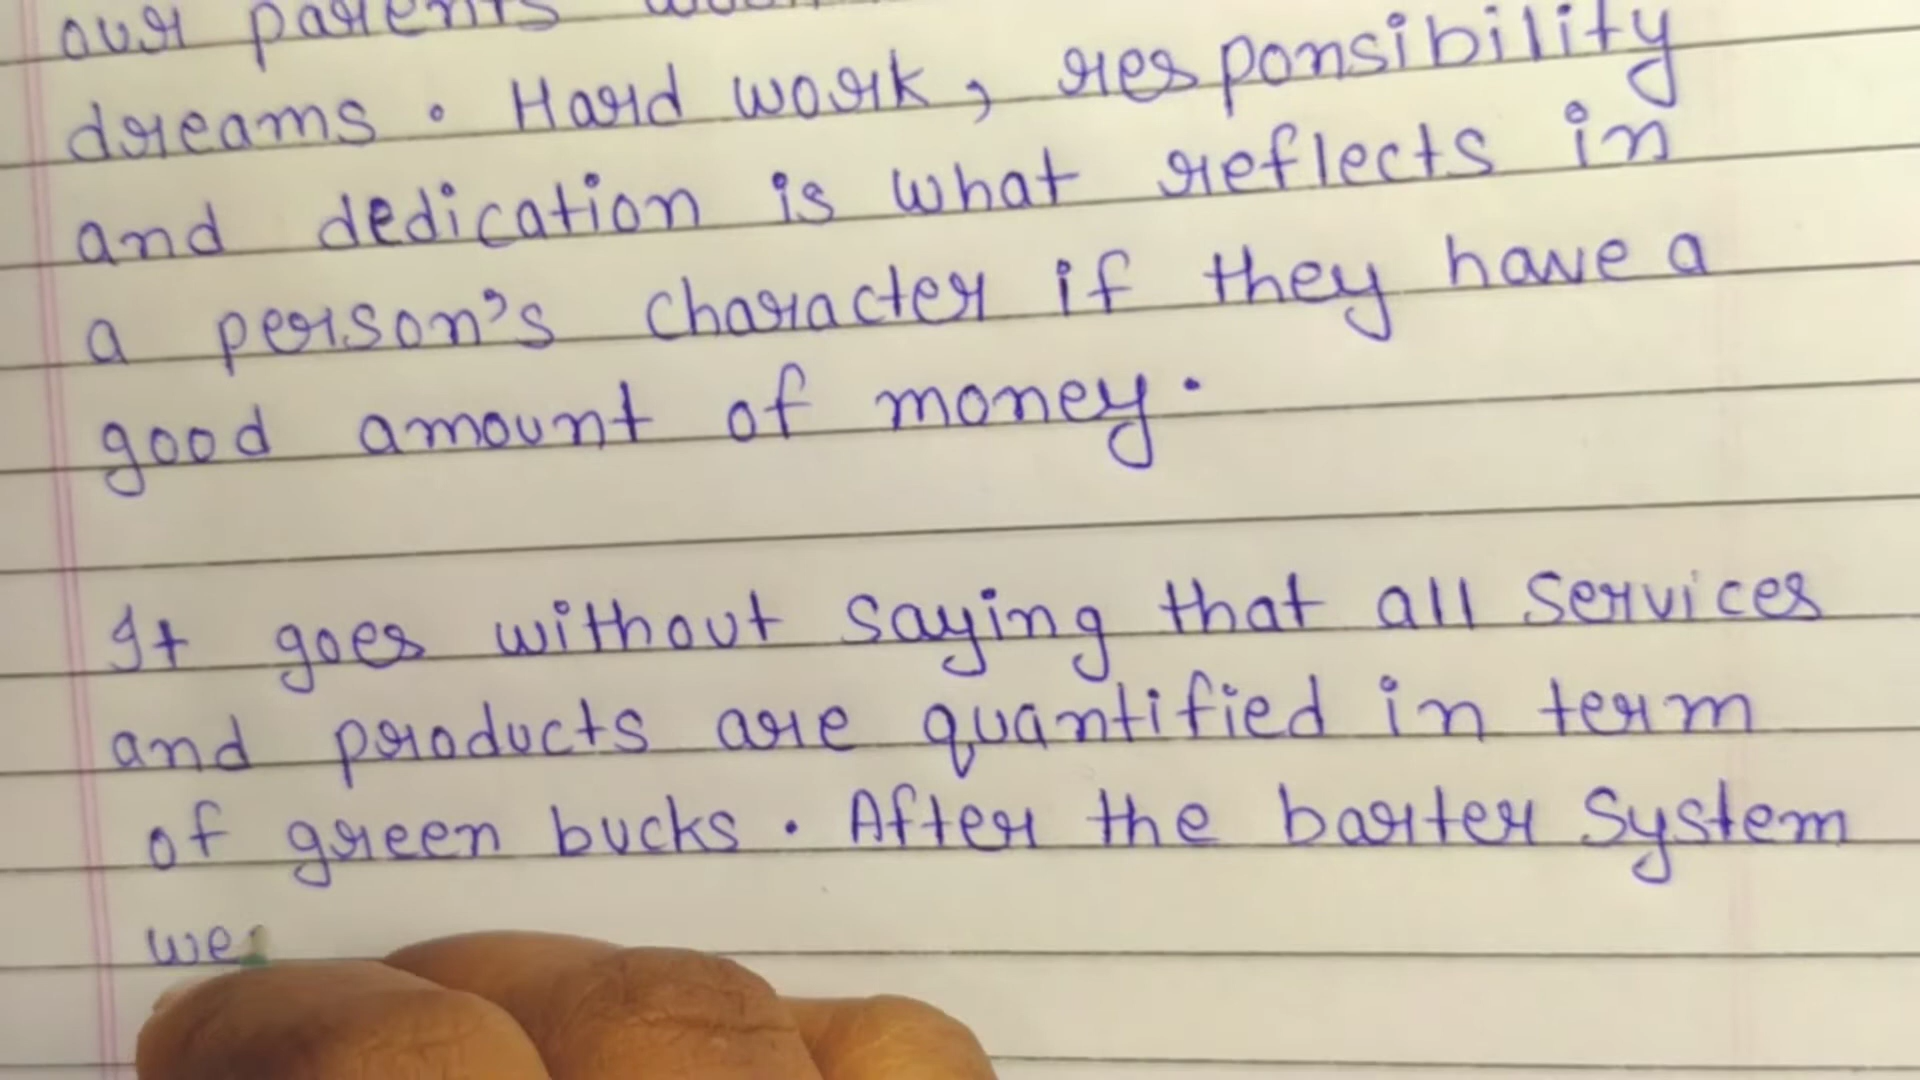 our parents
dreams. Hard work, responsibility
and dedication is what reflects in
a person's character if they have a
good amount of money.
It goes without saying that all services
and products are quantified in term
of green bucks. After the barter system
we